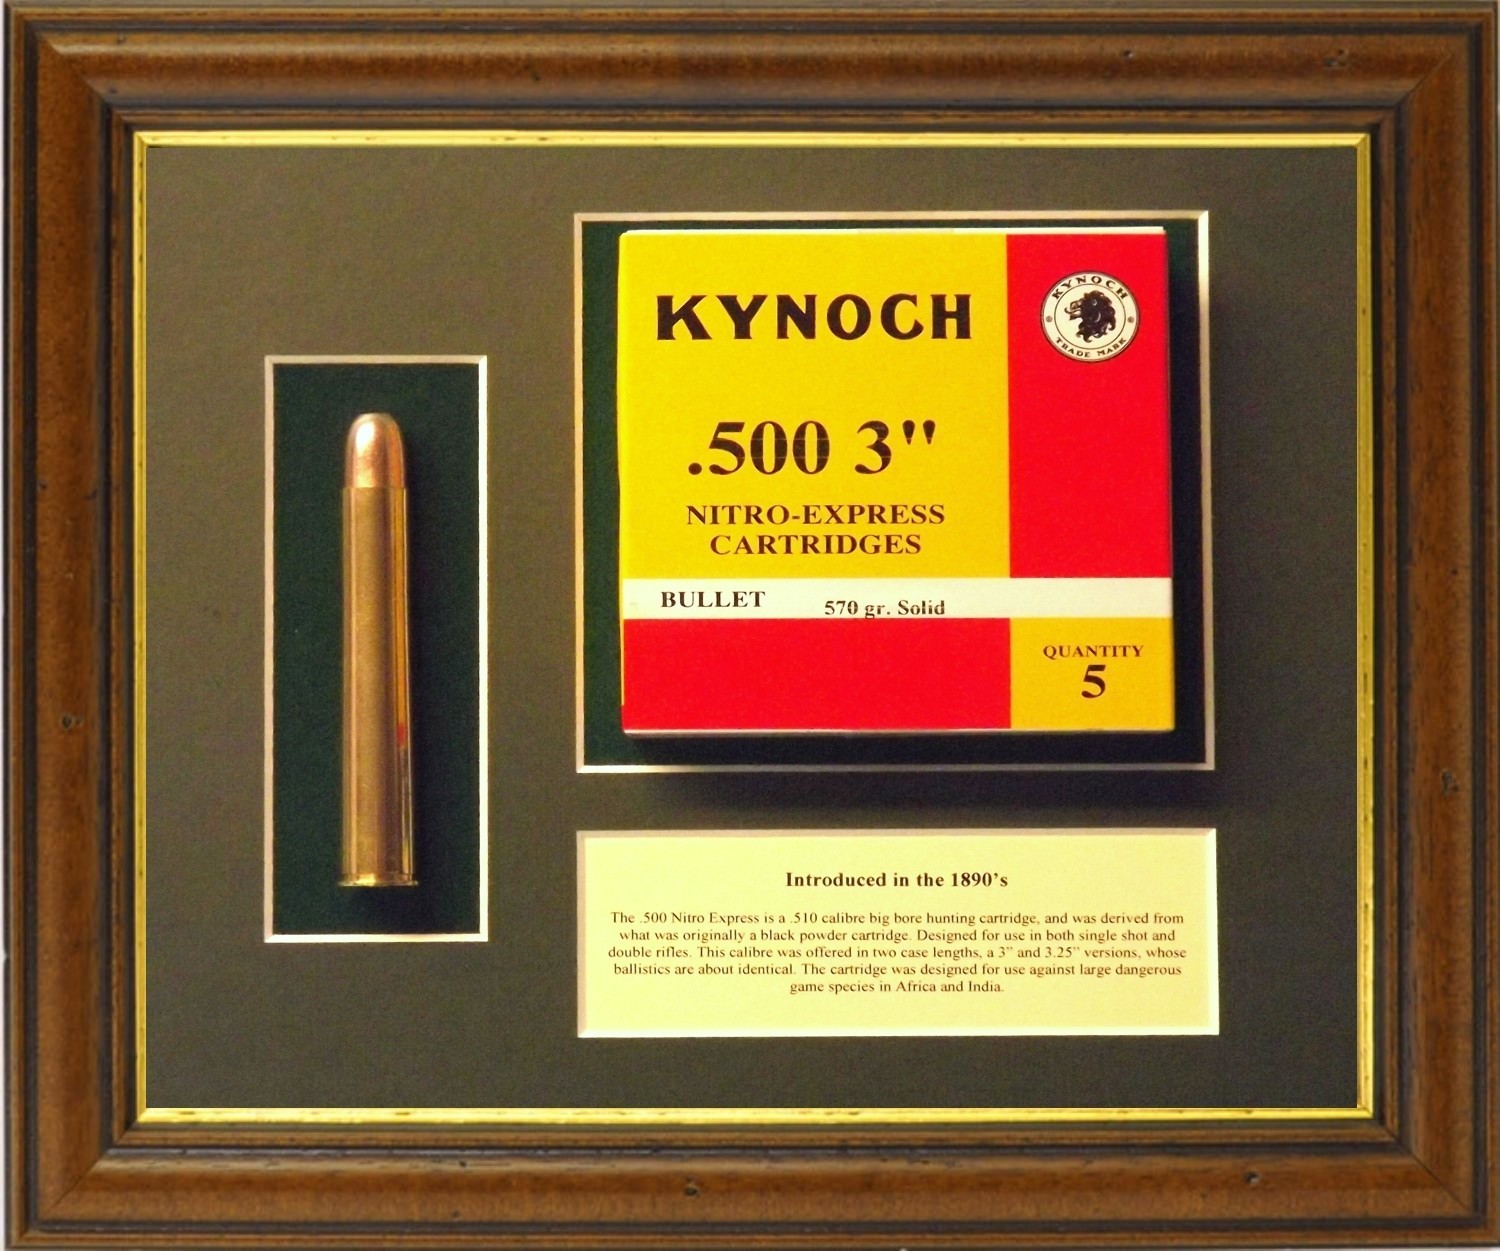 KYNOCH
KYNOCH
TRADE MARK
.500 3"
NITRO-EXPRESS
CARTRIDGES
BULLET 570 gr. Solid
QUANTITY
5
Introduced in the 1890's
The .500 Nitro Express is a .510 calibre big bore hunting cartridge, and was derived from
what was originally a black powder cartridge. Designed for use in both single shot and
double rifles. This calibre was offered in two case lengths, a 3" and 3.25" versions, whose
ballistics are about identical. The cartridge was designed for use against large dangerous
game species in Africa and India.